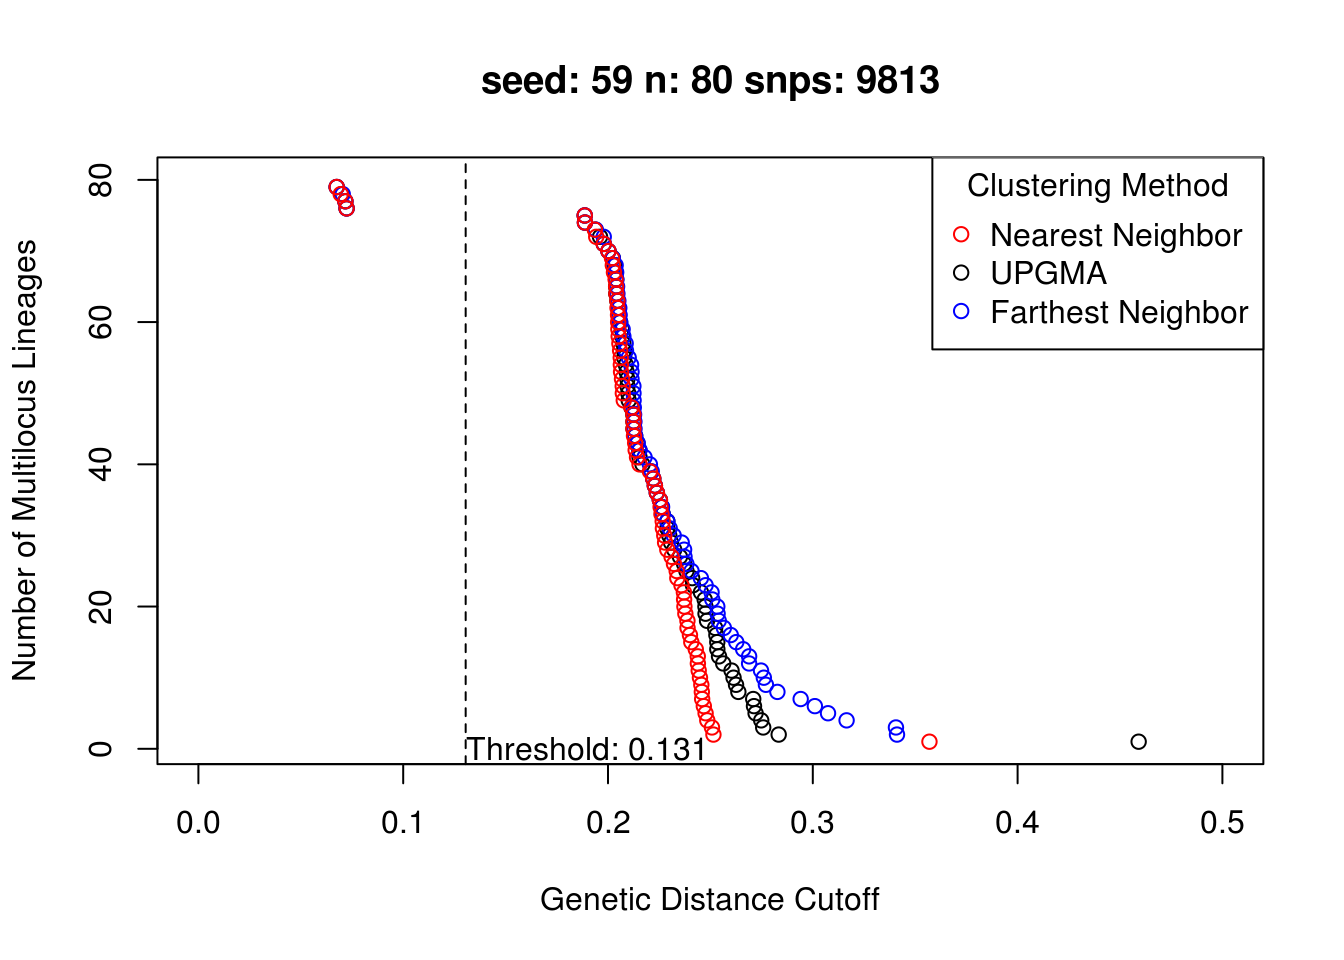 seed: 59 n: 80 snps: 9813
Clustering Method
Nearest Neighbor
UPGMA
Farthest Neighbor
Number of Multilocus Lineages
80
60
40
20
0
Threshold: 0.131
0.0 0.1 0.2 0.3 0.4 0.5
Genetic Distance Cutoff